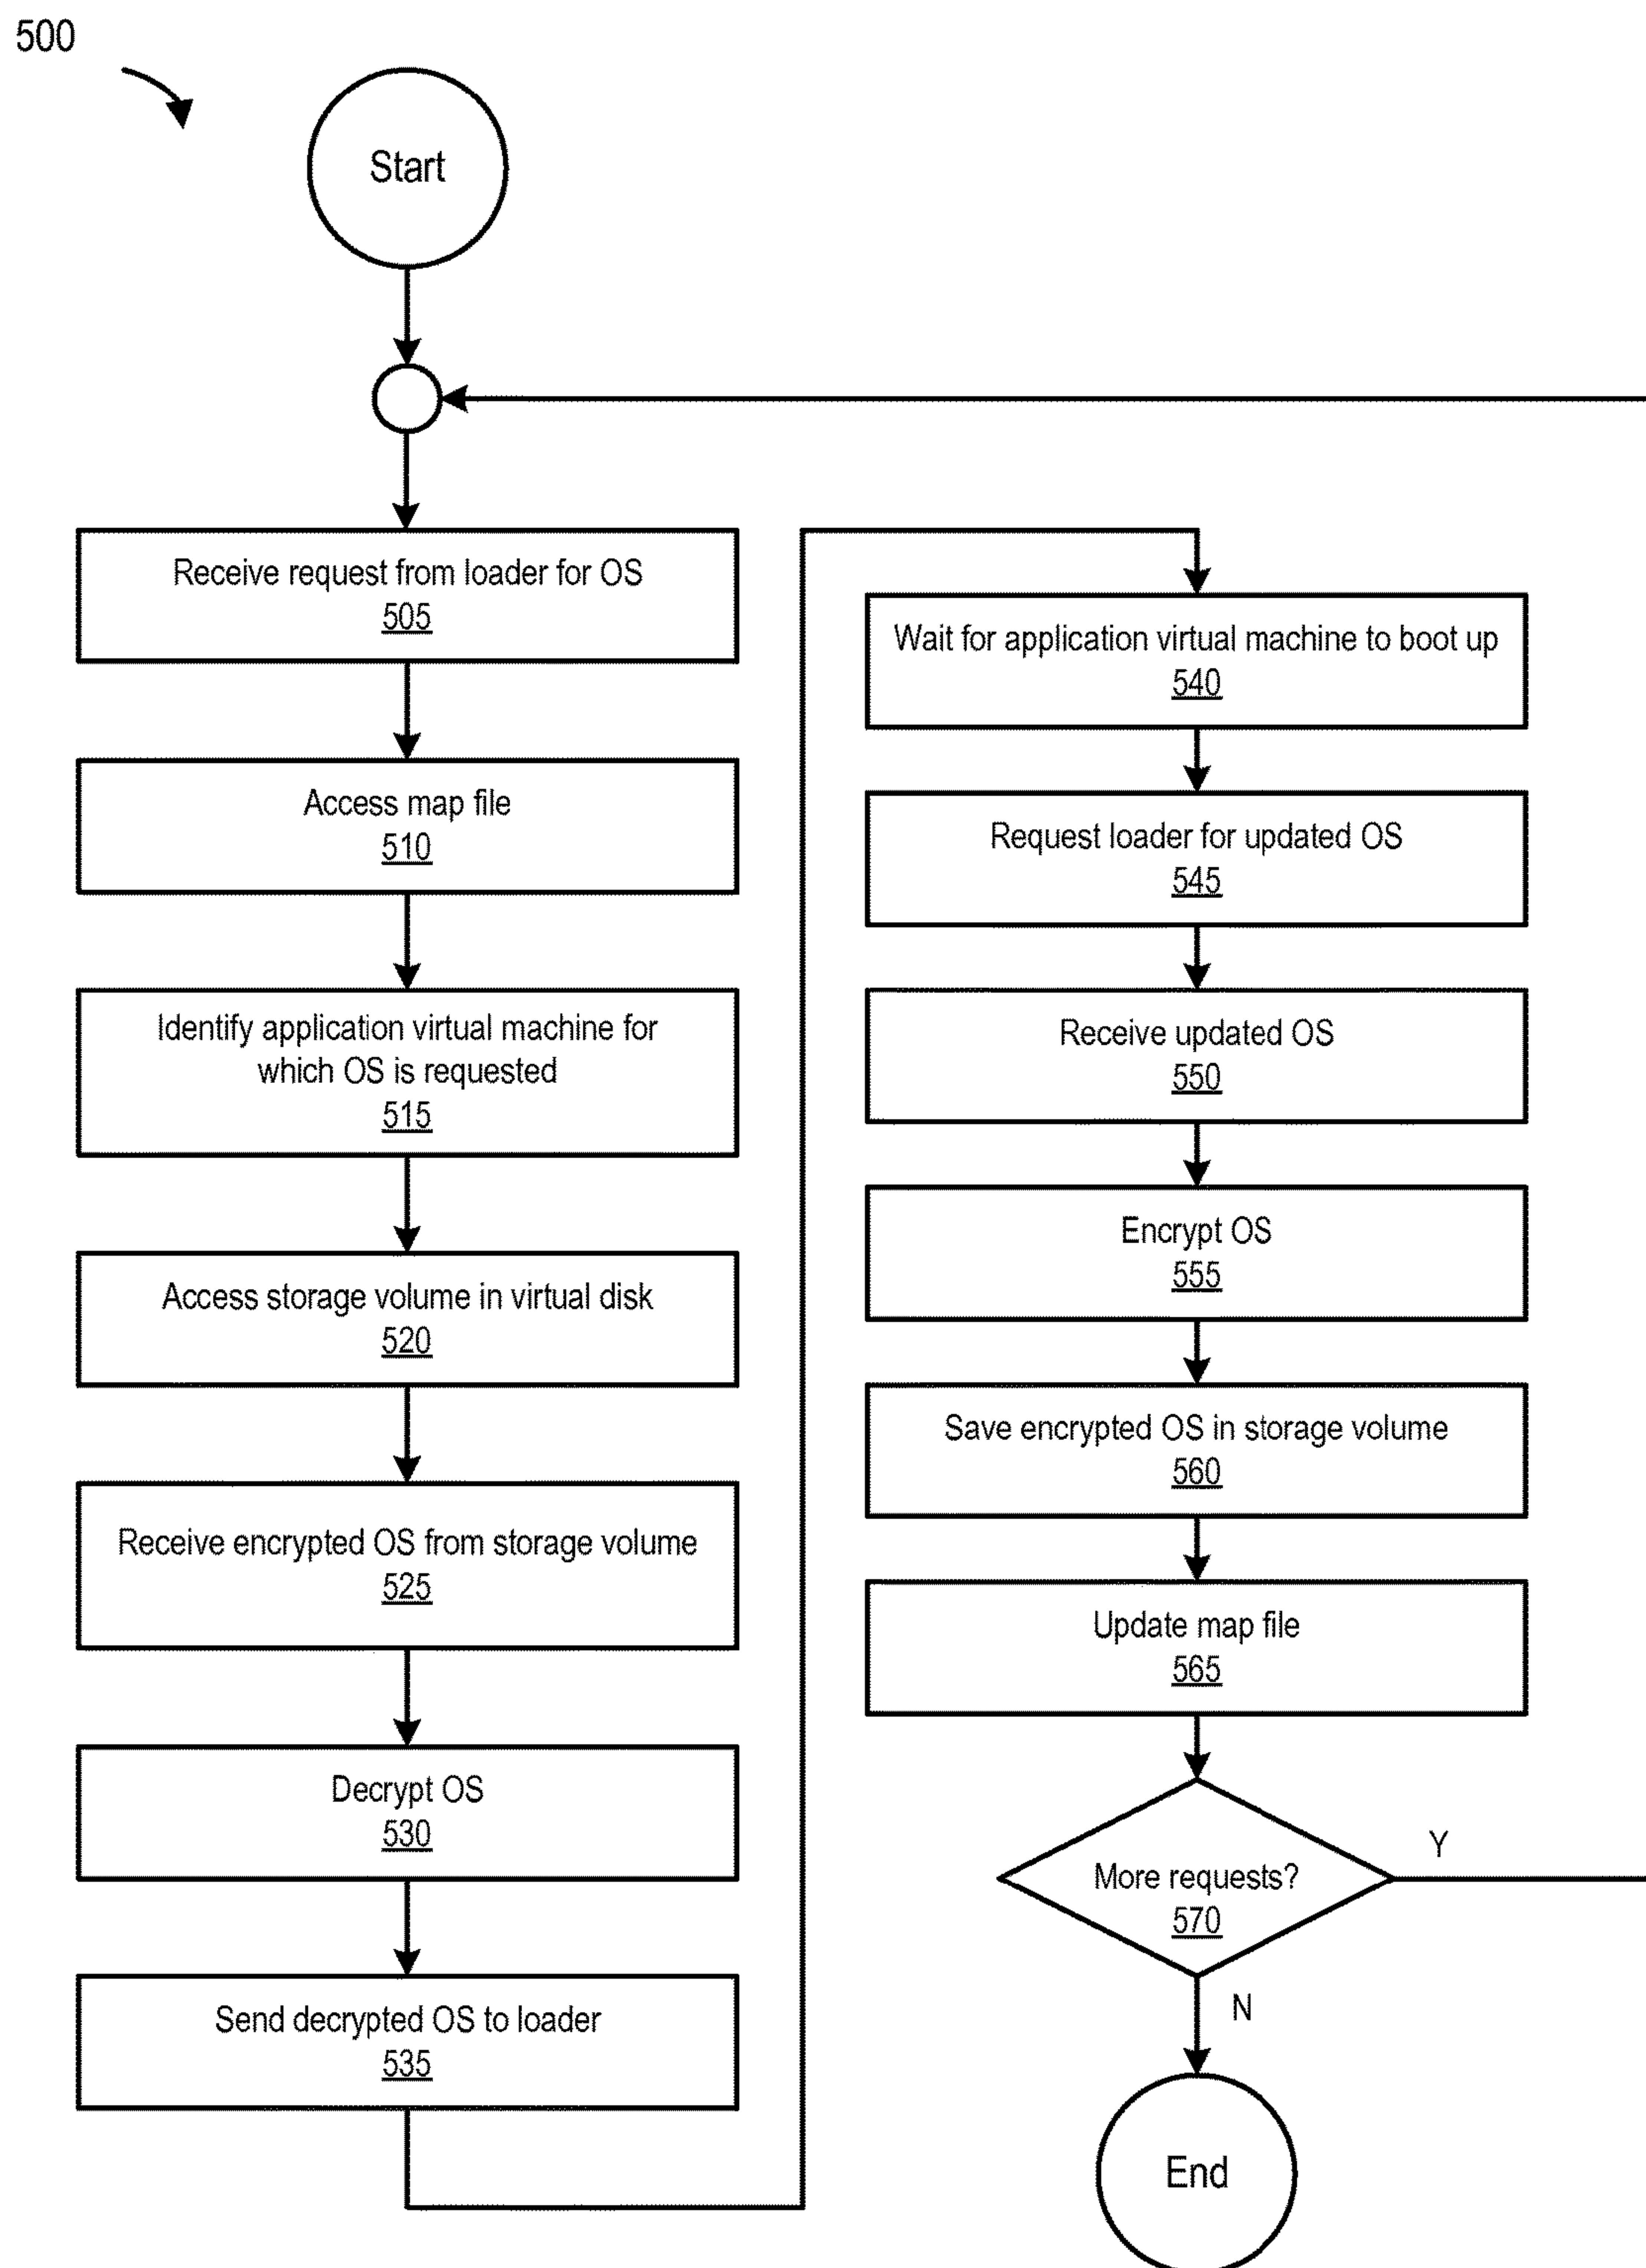 500
Start
Receive request from loader for OS
505
Access map file
510
Identify application virtual machine for
which OS is requested
515
Access storage volume in virtual disk
520
Receive encrypted OS from storage volume
525
Decrypt OS
530
Send decrypted OS to loader
535
Wait for application virtual machine to boot up
540
Request loader for updated OS
545
Receive updated OS
550
Encrypt OS
555
Save encrypted OS in storage volume
560
Update map file
565
More requests?
570
Y
N
End